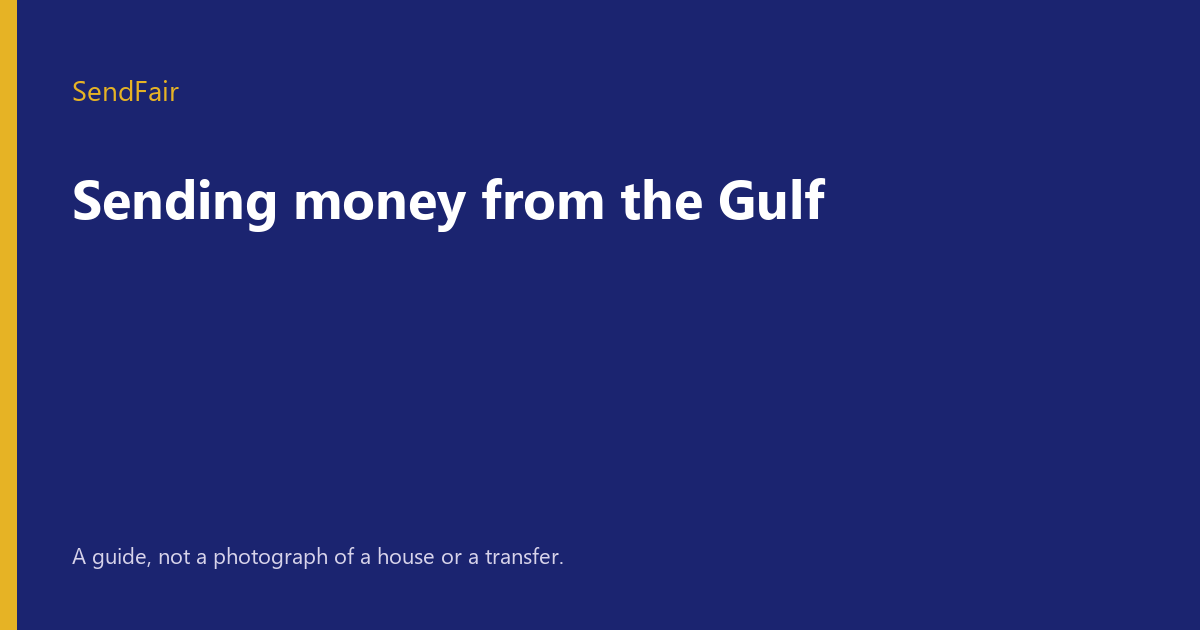 SendFair
Sending money from the Gulf
A guide, not a photograph of a house or a transfer.